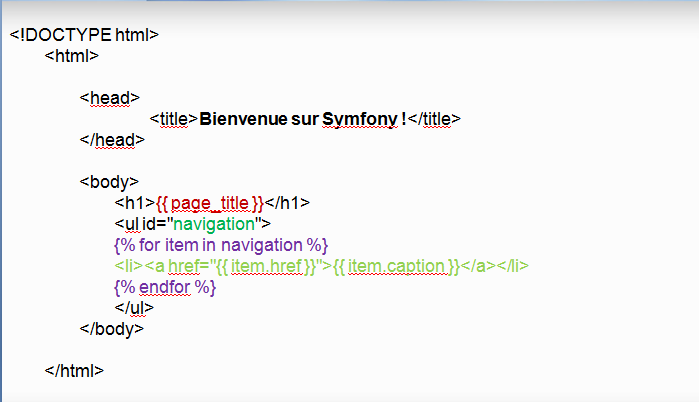 <!DOCTYPE html>
<html>
<head>
<title>Bienvenue sur Symfony !</title>
</head>
<body>
<h1>{{ page_title }}</h1>
<ul id="navigation">
{% for item in navigation %}
<li><a href="{{ item.href }}">{{ item.caption }}</a></li>
{% endfor %}
</ul>
</body>
</html>